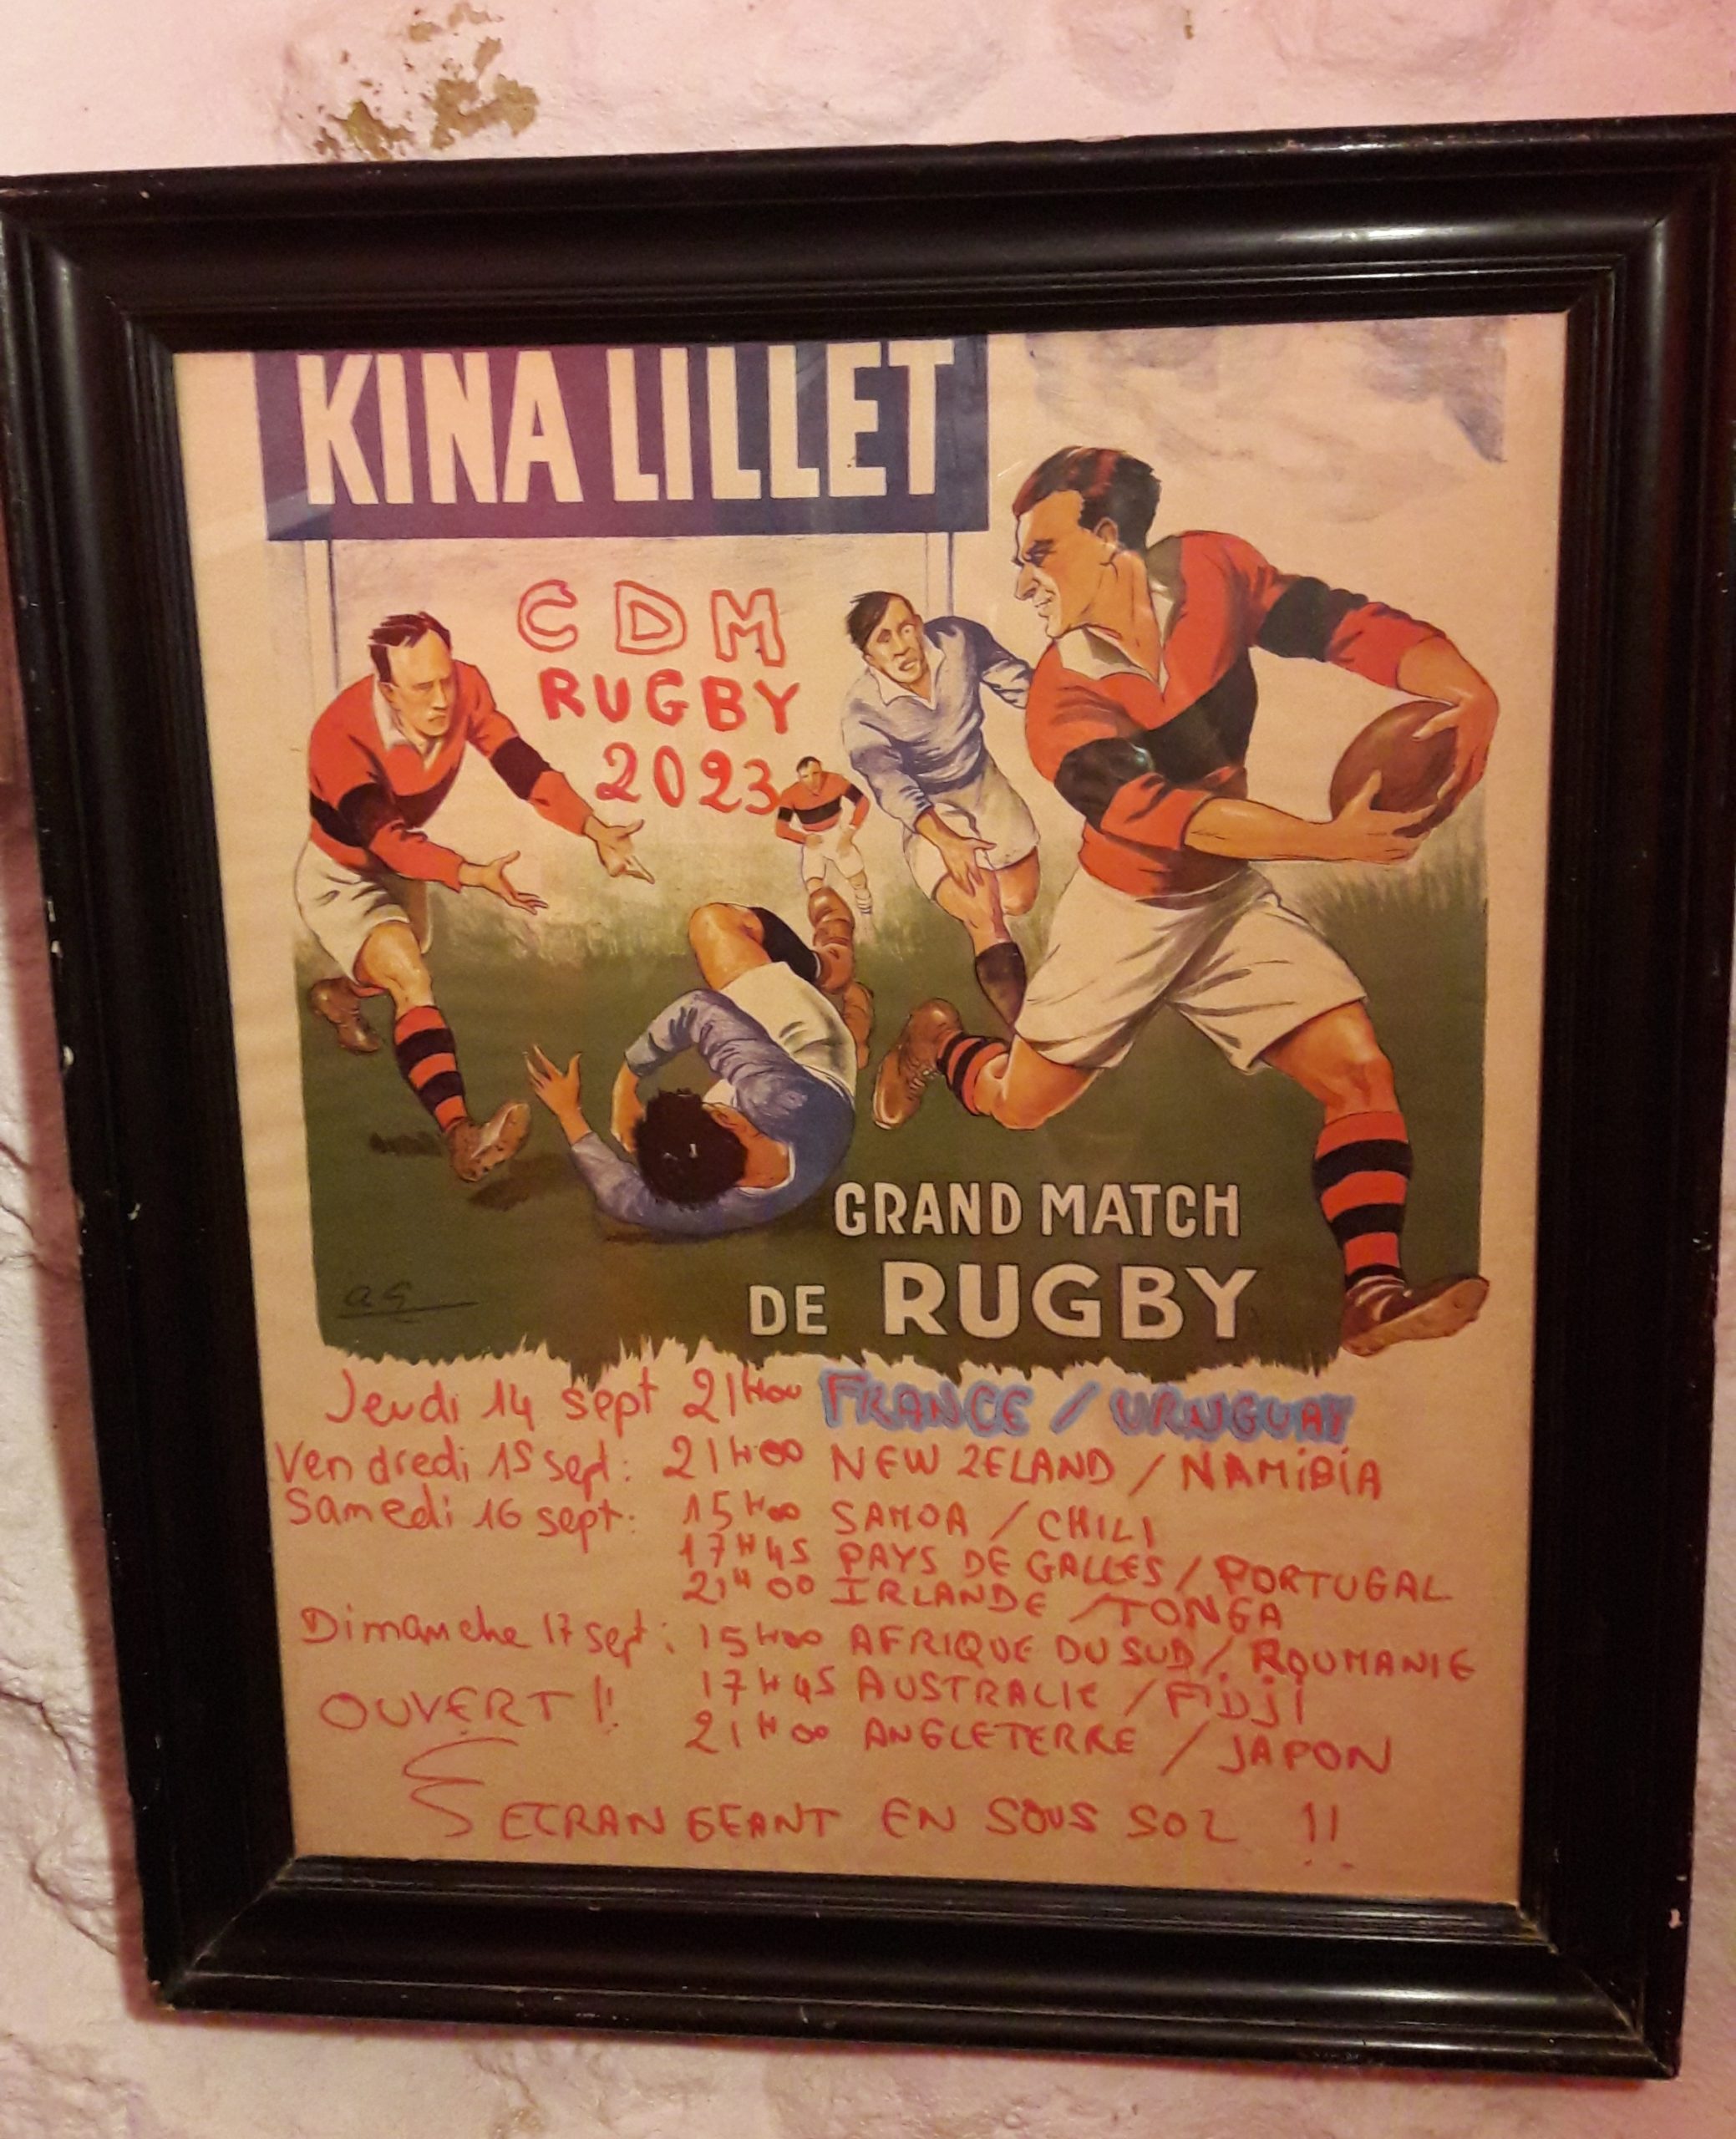 KINA LILLET
CDM
RUGBY
2023
GRAND MATCH
DE RUGBY
a G
Jeudi 14 sept 21H00 FRANCE / URUGUAY
Vendredi 15 sept: 21H00 NEW ZELAND / NAMiBiA
Samedi 16 sept: 15H00 SAMOA / CHILI
17H45 PAYS DE GALLES / PORTUGAL
21H00 IRLANDE / TONGA
Dimanche 17 sept: 15H00 AFRIQUE DU SUD / ROUMANIE
17H45 AUSTRALIE / FiDJi
OUVERT !!
21H00 ANGLETERRE / JAPON
ECRAN GEANT EN SOUS SOL !!